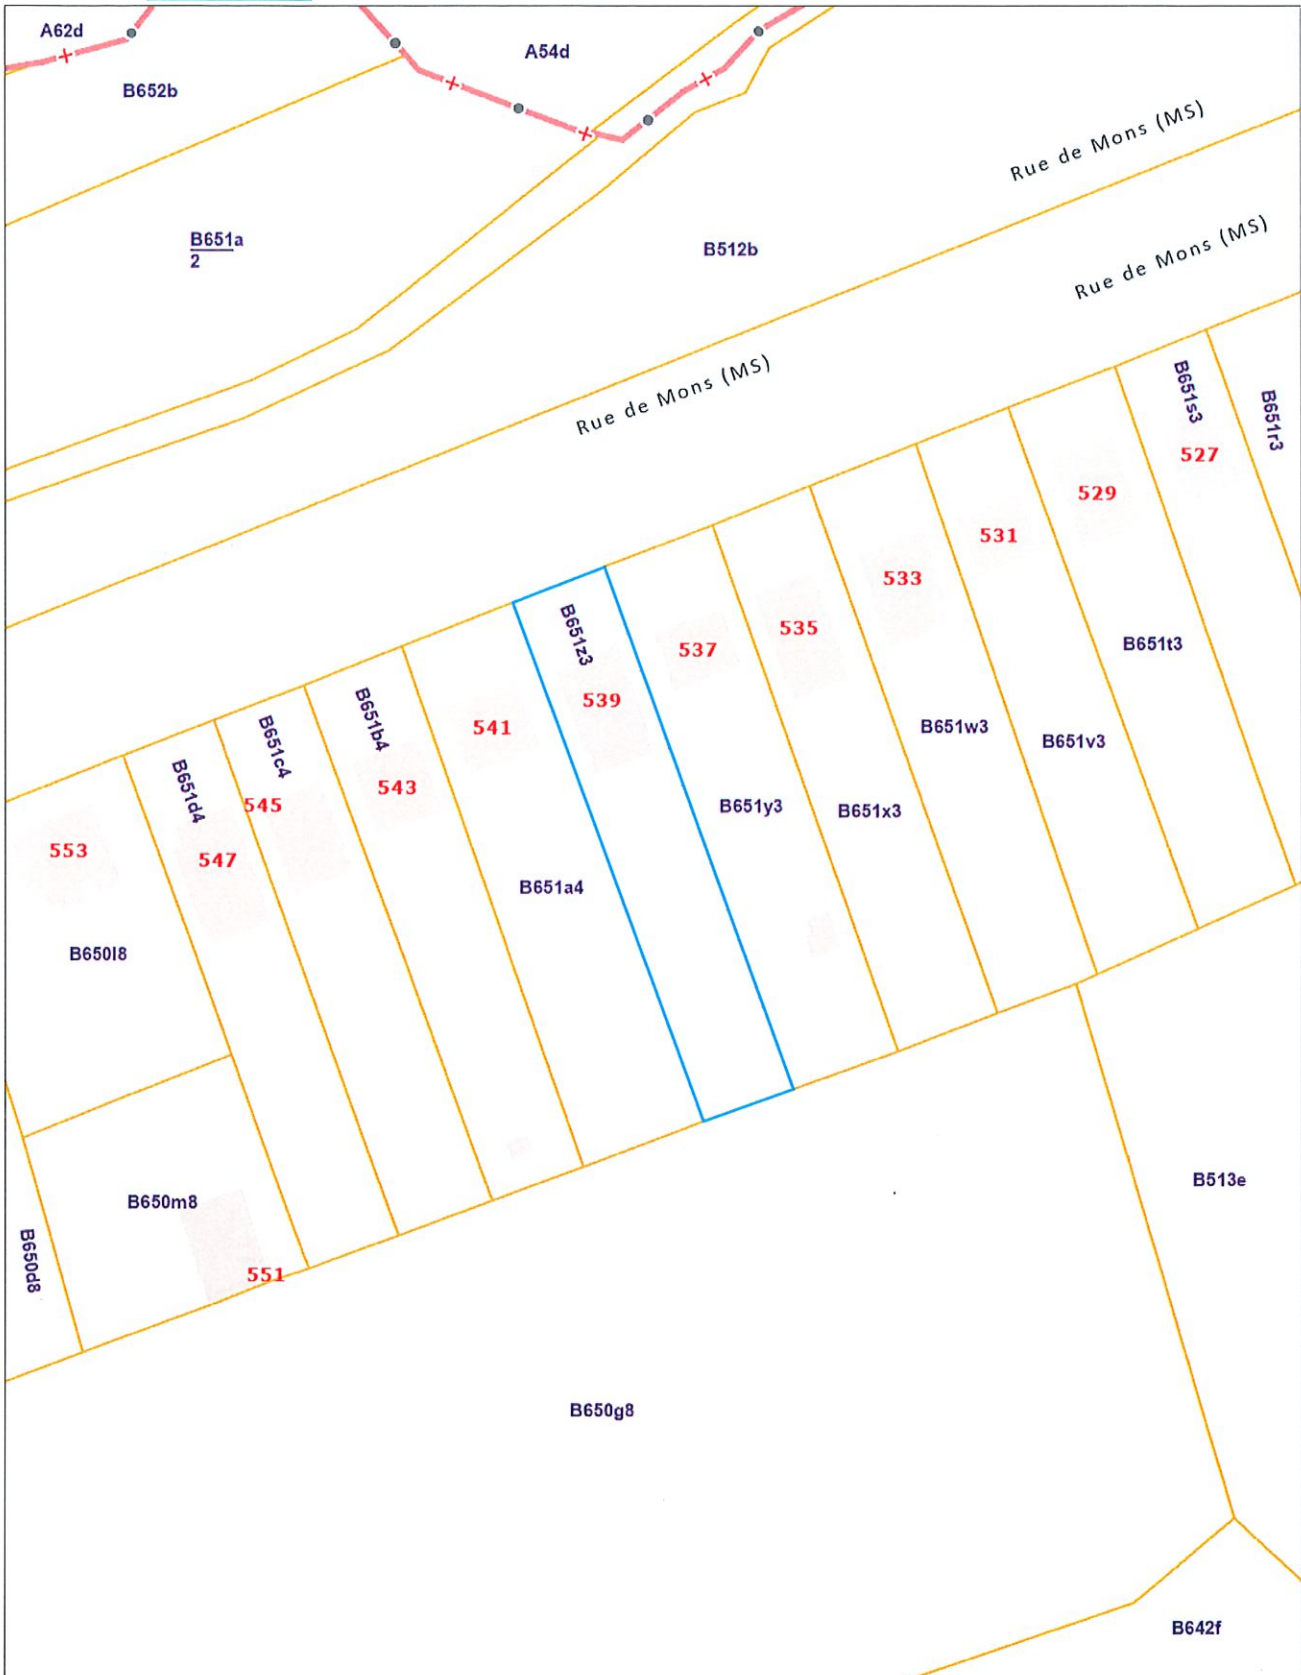 A62d
A54d
B652b
Rue de Mons (MS)
B651a
2
B512b
Rue de Mons (MS)
Rue de Mons (MS)
B651s3
B651r3
527
529
531
533
B651z3
535
B651t3
537
539
B651b4
541
B651w3
B651c4
B651v3
B651d4
543
545
B651y3
B651x3
553
547
B651a4
B650l8
B513e
B650m8
B650d8
551
B650g8
B642f